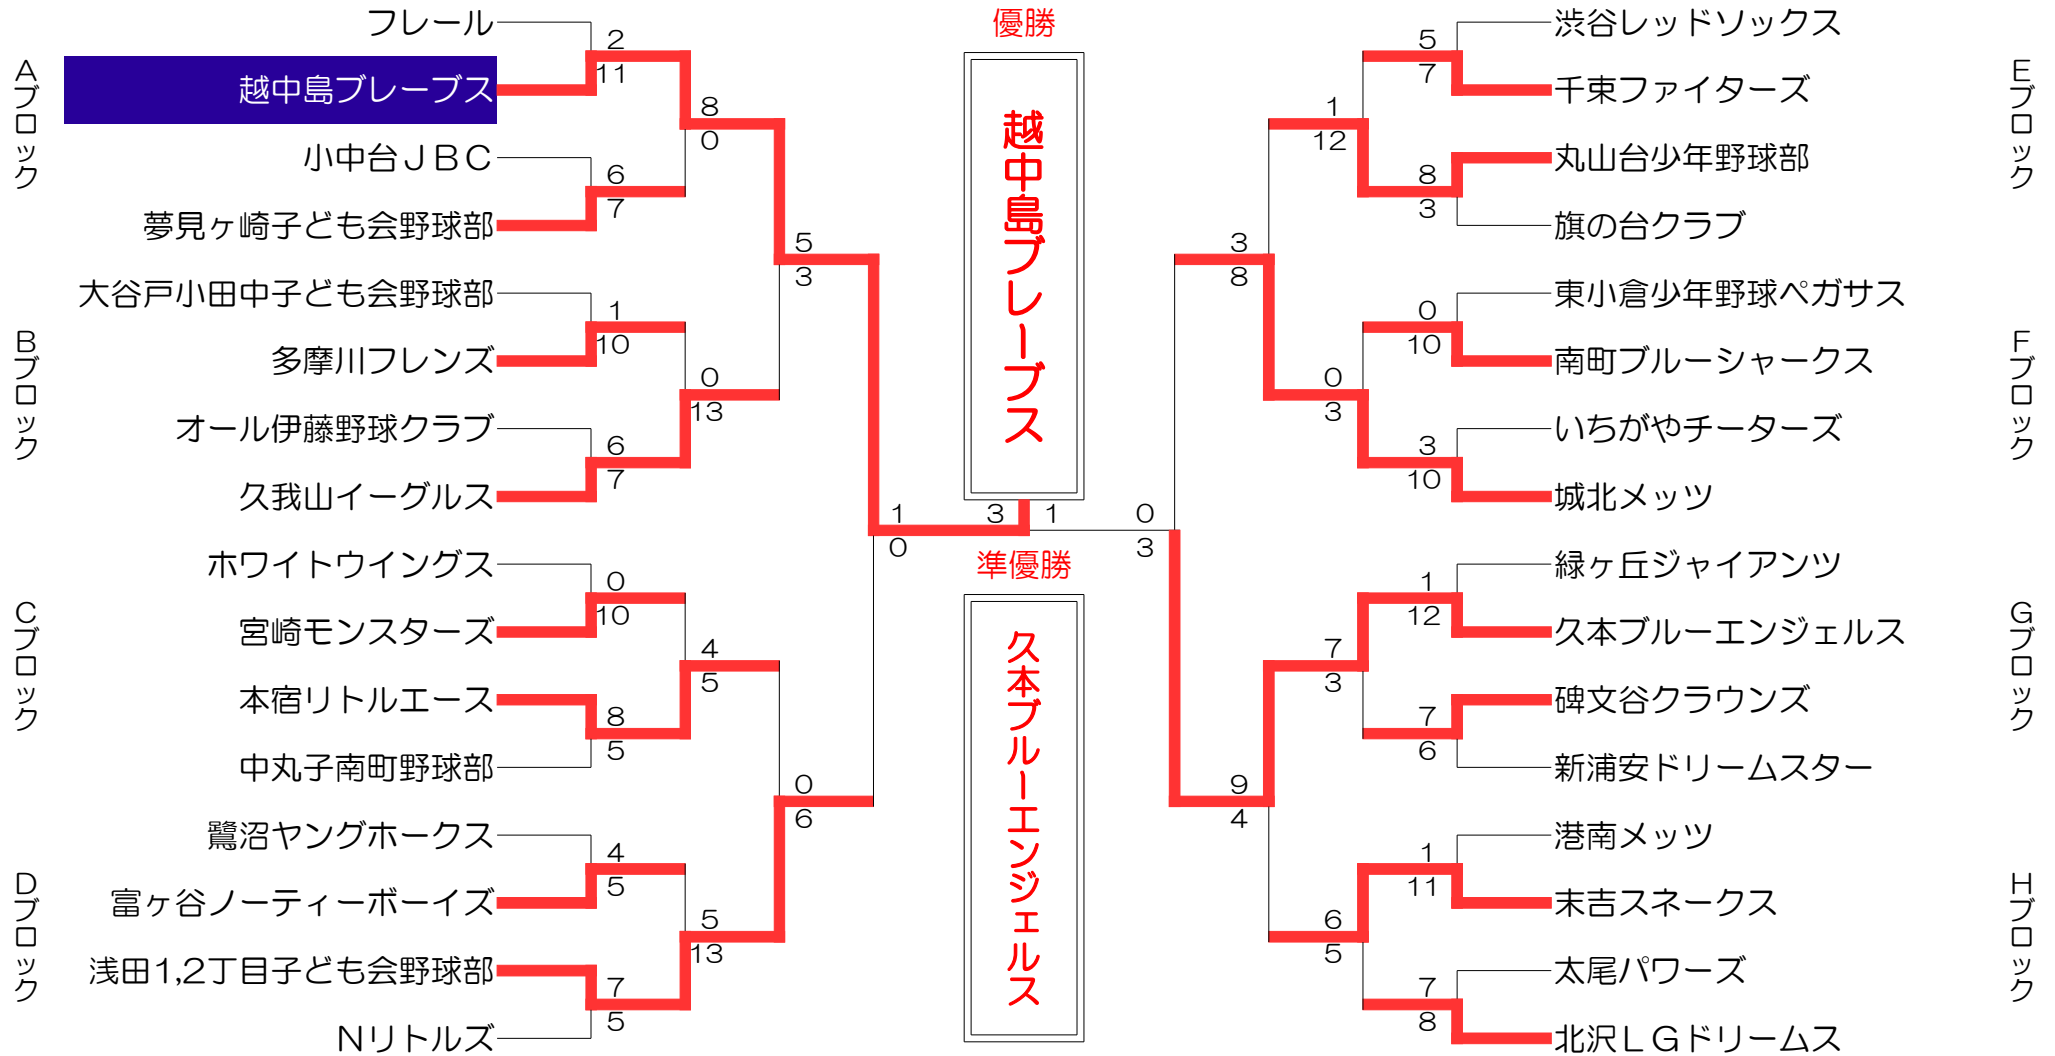 Aブロック
フレール
2
11
越中島ブレーブス
8
0
小中台ＪＢＣ
6
7
夢見ヶ崎子ども会野球部
5
3
Bブロック
大谷戸小田中子ども会野球部
1
10
多摩川フレンズ
0
13
オール伊藤野球クラブ
6
7
久我山イーグルス
1
0
Cブロック
ホワイトウイングス
0
10
宮崎モンスターズ
4
5
本宿リトルエース
8
5
中丸子南町野球部
0
6
Dブロック
鷺沼ヤングホークス
4
5
富ヶ谷ノーティーボーイズ
5
13
浅田1,2丁目子ども会野球部
7
5
Ｎリトルズ
優勝
越中島ブレーブス
3
1
準優勝
久本ブルーエンジェルス
Eブロック
渋谷レッドソックス
5
7
千束ファイターズ
1
12
丸山台少年野球部
8
3
旗の台クラブ
3
8
Fブロック
東小倉少年野球ペガサス
0
10
南町ブルーシャークス
0
3
いちがやチーターズ
3
10
城北メッツ
0
3
Gブロック
緑ヶ丘ジャイアンツ
1
12
久本ブルーエンジェルス
7
3
碑文谷クラウンズ
7
6
新浦安ドリームスター
9
4
Hブロック
港南メッツ
1
11
末吉スネークス
6
5
太尾パワーズ
7
8
北沢ＬＧドリームス